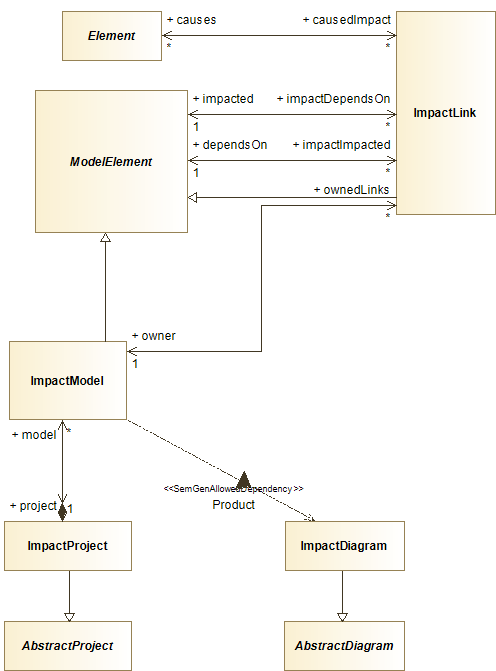 + causes
+ causedImpact
Element
*
*
+ impacted
+ impactDependsOn
ImpactLink
1
*
+ dependsOn
+ impactImpacted
ModelElement
1
*
+ ownedLinks
*
+ owner
1
ImpactModel
+ model
*
<<SemGenAllowedDependency>>
Product
+ project
1
ImpactProject
ImpactDiagram
AbstractProject
AbstractDiagram